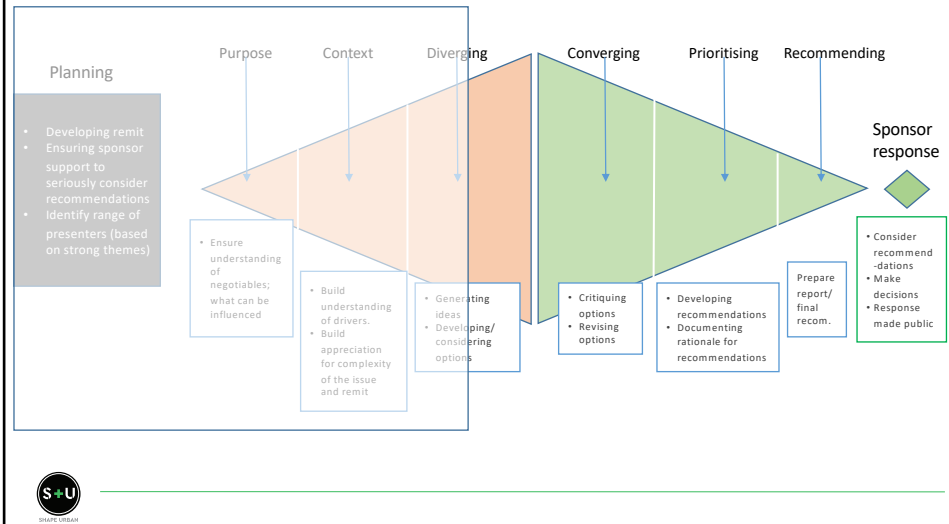 Purpose
Context
Diverging
Converging
Prioritising
Recommending
Planning
• Developing remit
• Ensuring sponsor
support to
seriously consider
recommendations
• Identify range of
presenters (based
on strong themes)
Sponsor
response
• Ensure
understanding
of
negotiables;
what can be
influenced
• Build
understanding
of drivers.
• Build
appreciation
for complexity
of the issue
and remit
• Generating
ideas
• Developing/
considering
options
• Critiquing
options
• Revising
options
• Developing
recommendations
• Documenting
rationale for
recommendations
Prepare
report/
final
recom.
• Consider
recommend
-dations
• Make
decisions
• Response
made public
S+U
SHAPE URBAN